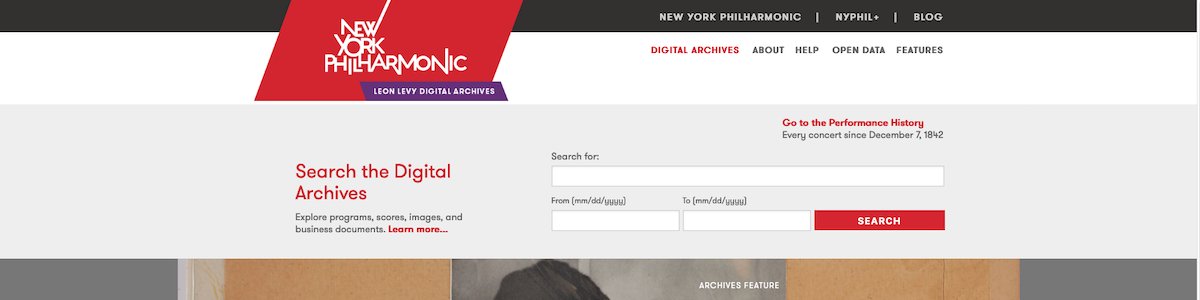 NEW YORK PHILHARMONIC | NYPHIL+ | BLOG
NEW
YORK
PHILHARMONIC
LEON LEVY DIGITAL ARCHIVES
DIGITAL ARCHIVES ABOUT HELP OPEN DATA FEATURES
Go to the Performance History
Every concert since December 7, 1842
Search the Digital
Archives
Explore programs, scores, images, and
business documents. Learn more...
Search for:
From (mm/dd/yyyy) To (mm/dd/yyyy)
SEARCH
ARCHIVES FEATURE